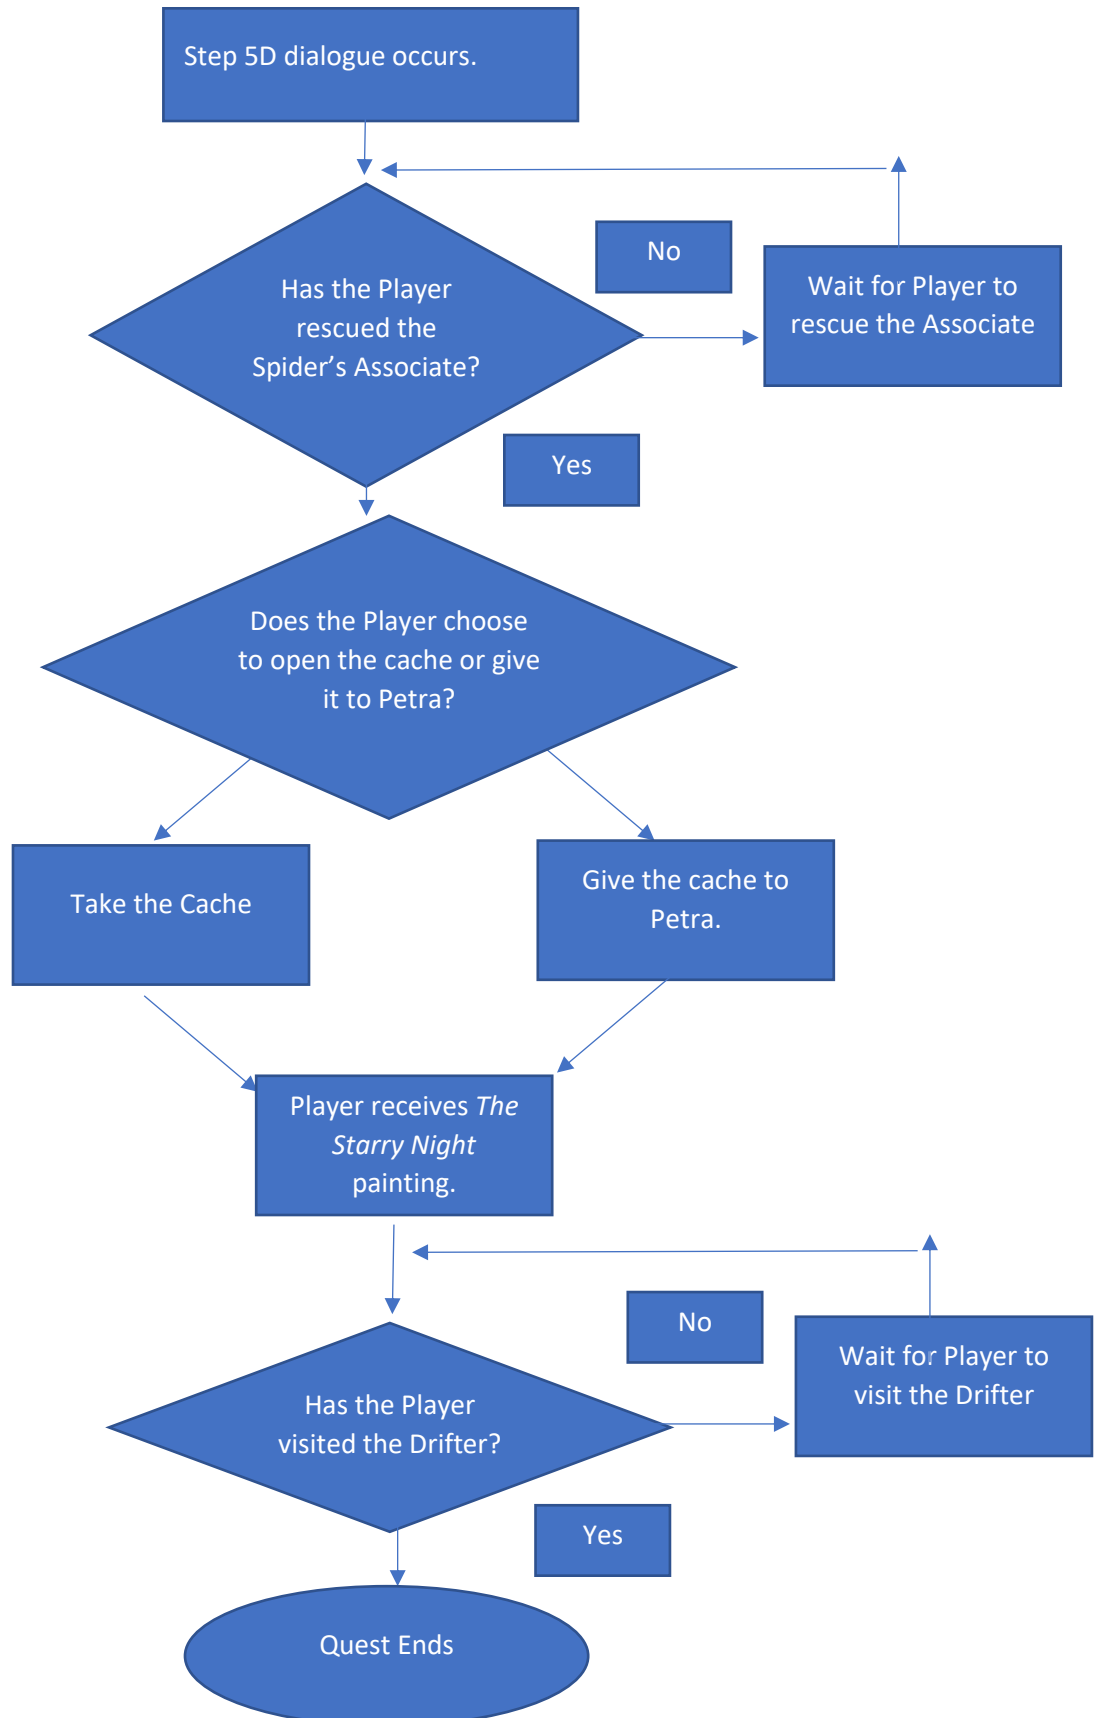 Step 5D dialogue occurs.
Has the Player
rescued the
Spider’s Associate?
No
Wait for Player to
rescue the Associate
Yes
Does the Player choose
to open the cache or give
it to Petra?
Take the Cache
Give the cache to
Petra.
Player receives The
Starry Night
painting.
Has the Player
visited the Drifter?
No
Wait for Player to
visit the Drifter
Yes
Quest Ends